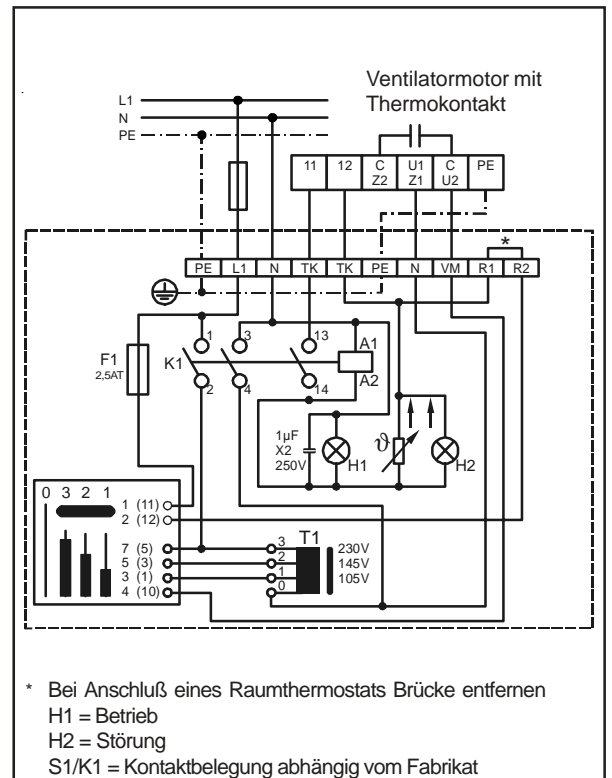 Ventilatormotor mit
Thermokontakt
L1
N
PE
11 12 C Z2 U1 Z1 C U2 PE
*
PE L1 N TK TK PE N VM R1 R2
1 3 13 A1
F1
2,5AT
K1
2 4 14 A2
1µF
X2
250V
H1
ϑ
H2
0 3 2 1
1 (11)
2 (12)
7 (5)
5 (3)
3 (1)
4 (10)
T1
3 230V
2 145V
1 105V
0
* Bei Anschluß eines Raumthermostats Brücke entfernen
H1 = Betrieb
H2 = Störung
S1/K1 = Kontaktbelegung abhängig vom Fabrikat